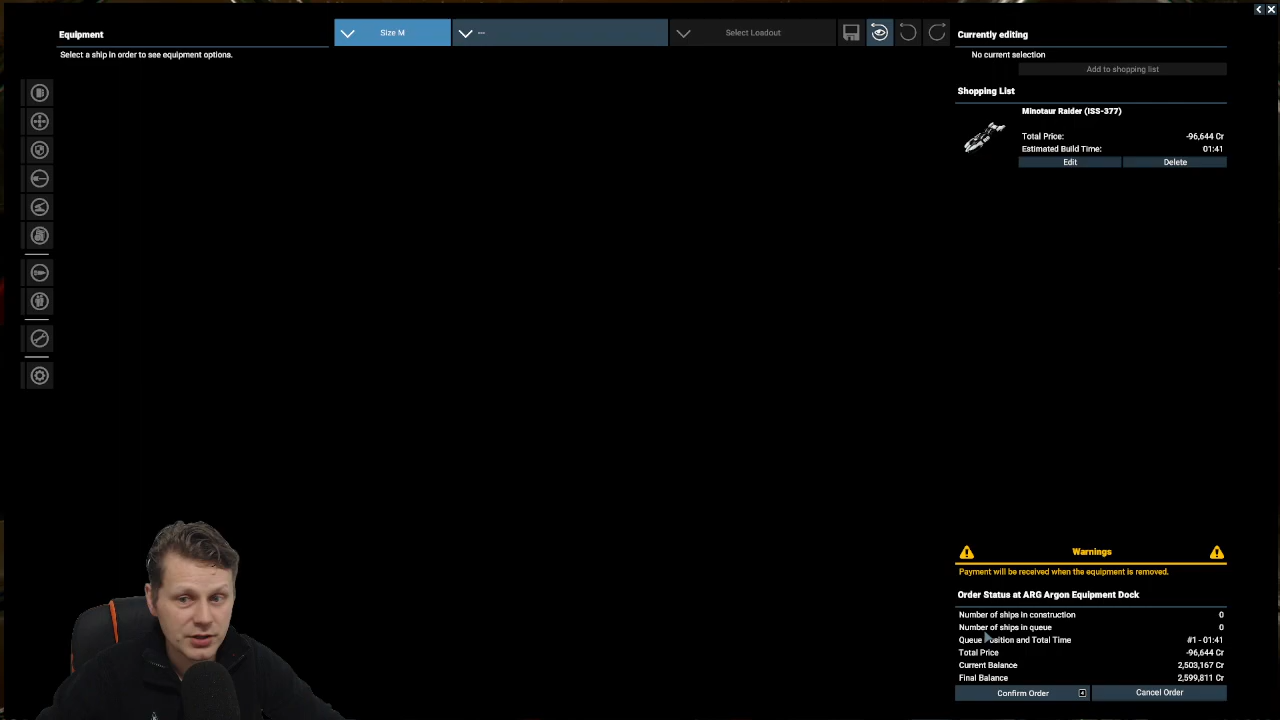 Equipment
Select a ship in order to see equipment options.
Size M
---
Select Loadout
Currently editing
No current selection
Add to shopping list
Shopping List
Minotaur Raider (ISS-377)
Total Price: -96,644 Cr
Estimated Build Time: 01:41
Edit Delete
Warnings
Payment will be received when the equipment is removed.
Order Status at ARG Argon Equipment Dock
Number of ships in construction 0
Number of ships in queue 0
Queue Position and Total Time #1 - 01:41
Total Price -96,644 Cr
Current Balance 2,503,167 Cr
Final Balance 2,599,811 Cr
Confirm Order Cancel Order